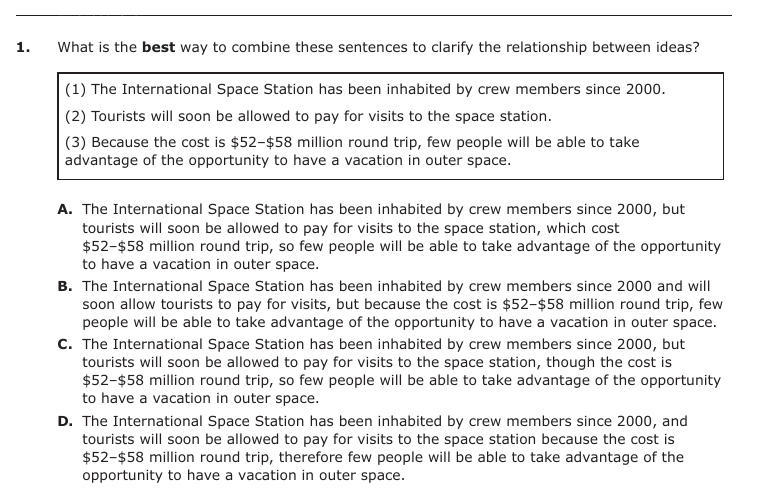 1. What is the best way to combine these sentences to clarify the relationship between ideas?
(1) The International Space Station has been inhabited by crew members since 2000.
(2) Tourists will soon be allowed to pay for visits to the space station.
(3) Because the cost is $52–$58 million round trip, few people will be able to take
advantage of the opportunity to have a vacation in outer space.
A. The International Space Station has been inhabited by crew members since 2000, but
tourists will soon be allowed to pay for visits to the space station, which cost
$52–$58 million round trip, so few people will be able to take advantage of the opportunity
to have a vacation in outer space.
B. The International Space Station has been inhabited by crew members since 2000 and will
soon allow tourists to pay for visits, but because the cost is $52–$58 million round trip, few
people will be able to take advantage of the opportunity to have a vacation in outer space.
C. The International Space Station has been inhabited by crew members since 2000, but
tourists will soon be allowed to pay for visits to the space station, though the cost is
$52–$58 million round trip, so few people will be able to take advantage of the opportunity
to have a vacation in outer space.
D. The International Space Station has been inhabited by crew members since 2000, and
tourists will soon be allowed to pay for visits to the space station because the cost is
$52–$58 million round trip, therefore few people will be able to take advantage of the
opportunity to have a vacation in outer space.